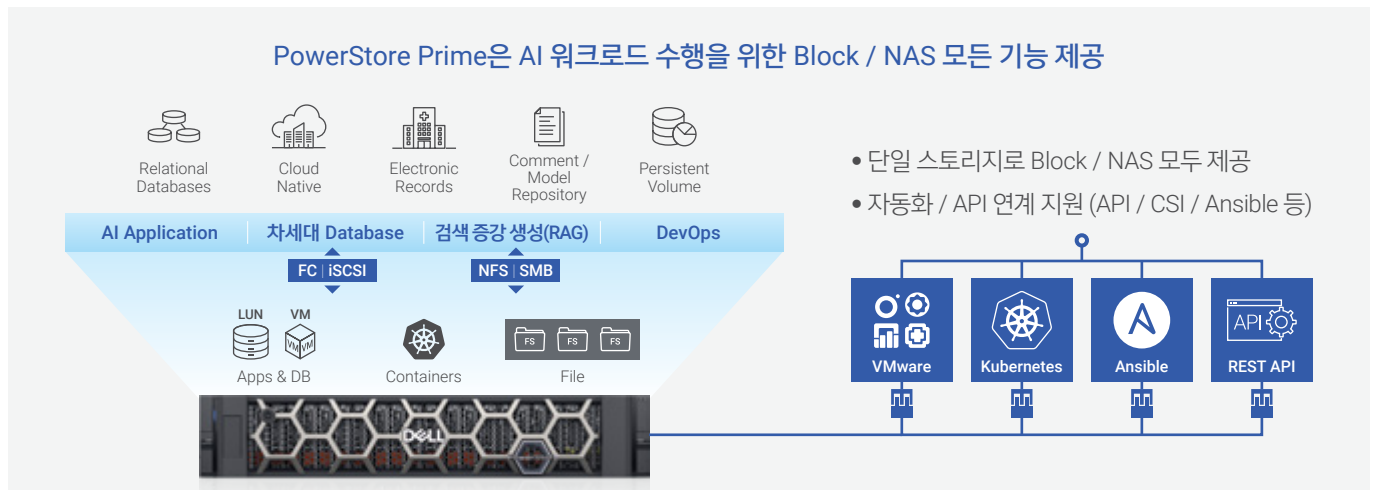 PowerStore Prime은 AI 워크로드 수행을 위한 Block / NAS 모든 기능 제공
Relational
Databases
Cloud
Native
Electronic
Records
Comment /
Model
Repository
Persistent
Volume
AI Application
차세대 Database
검색 증강 생성(RAG)
DevOps
FC | iSCSI
NFS | SMB
LUN
VM
VM
VM
FS
FS
FS
Apps & DB
Containers
File
DELL
• 단일 스토리지로 Block / NAS 모두 제공
• 자동화 / API 연계 지원 (API / CSI / Ansible 등)
VMware
Kubernetes
A
Ansible
API
REST API